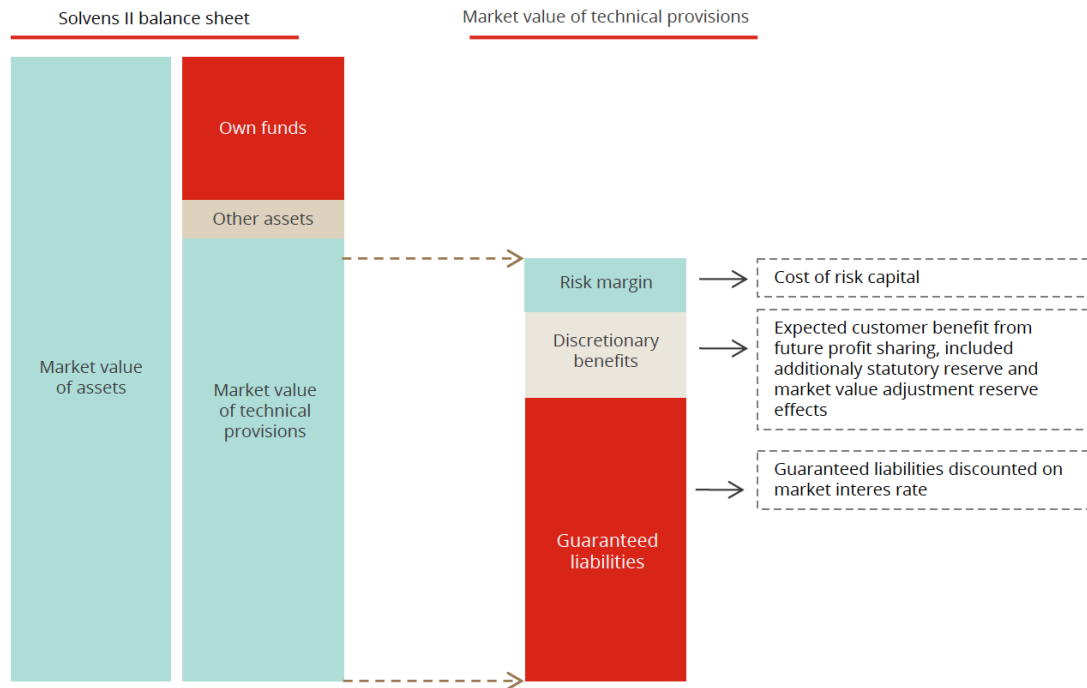 Solvens II balance sheet
Market value of technical provisions
Own funds
Other assets
Market value
of assets
Market value
of technical
provisions
Risk margin
Discretionary
benefits
Guaranteed
liabilities
Cost of risk capital
Expected customer benefit from
future profit sharing, included
additionaly statutory reserve and
market value adjustment reserve
effects
Guaranteed liabilities discounted on
market interes rate